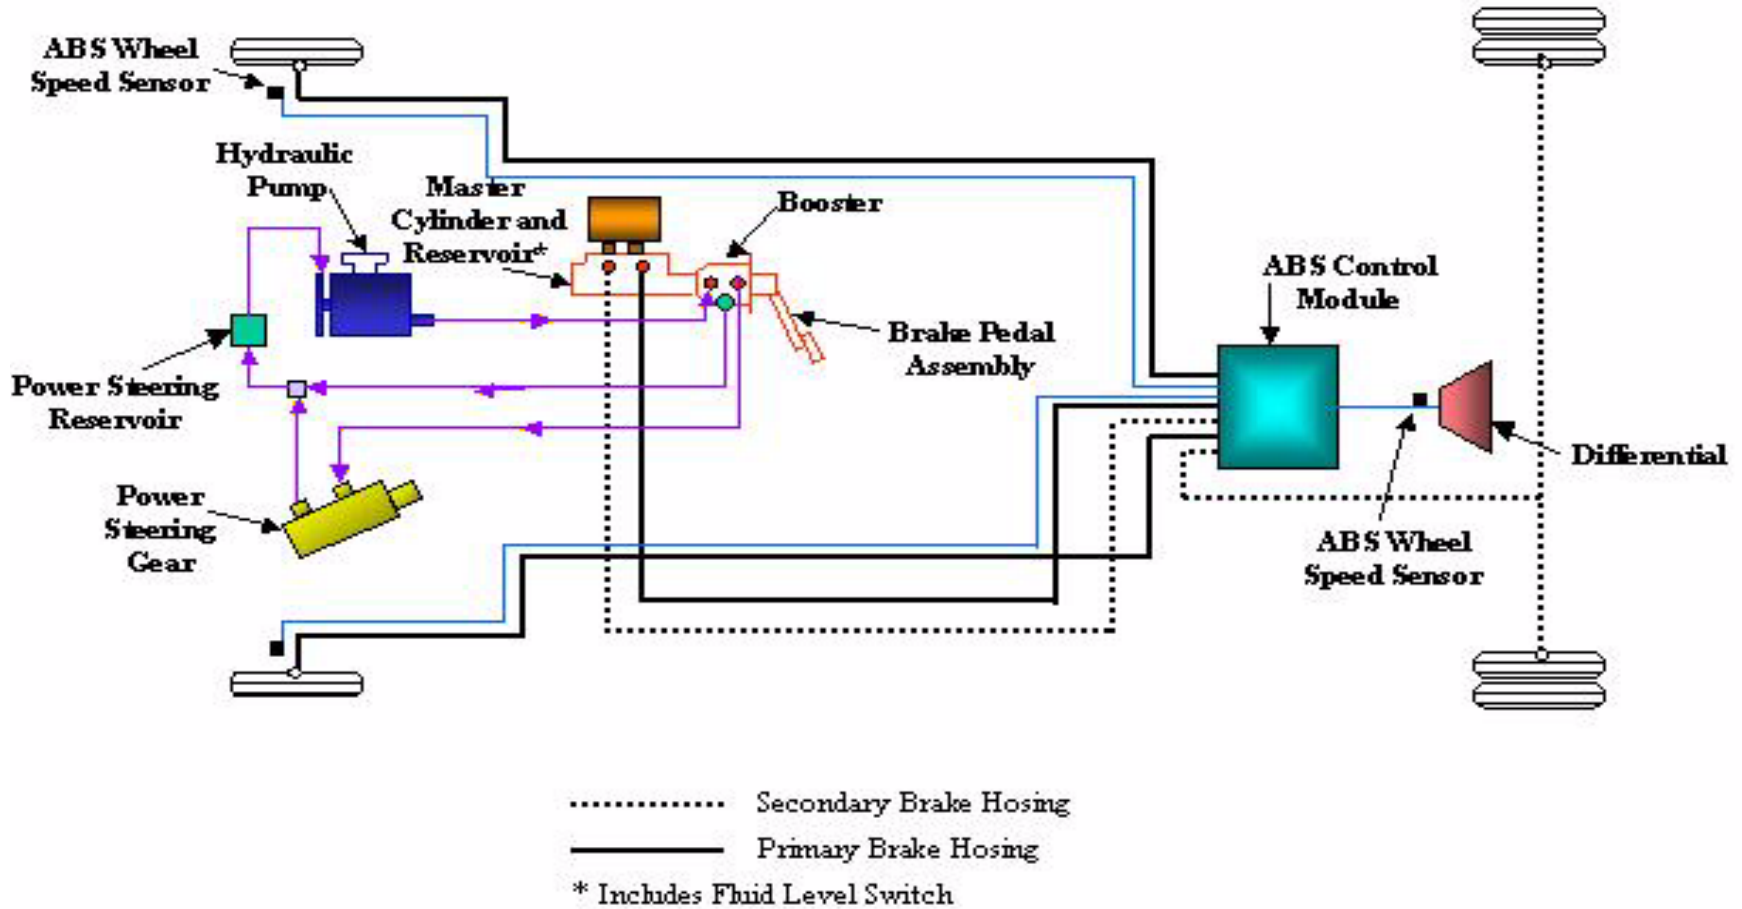 ABS Wheel
Speed Sensor
Hydraulic
Pump
Master
Cylinder and
Reservoir*
Booster
ABS Control
Module
Brake Pedal
Assembly
Power Steering
Reservoir
Differential
Power
Steering
Gear
ABS Wheel
Speed Sensor
Secondary Brake Hosing
Primary Brake Hosing
* Includes Fluid Level Switch